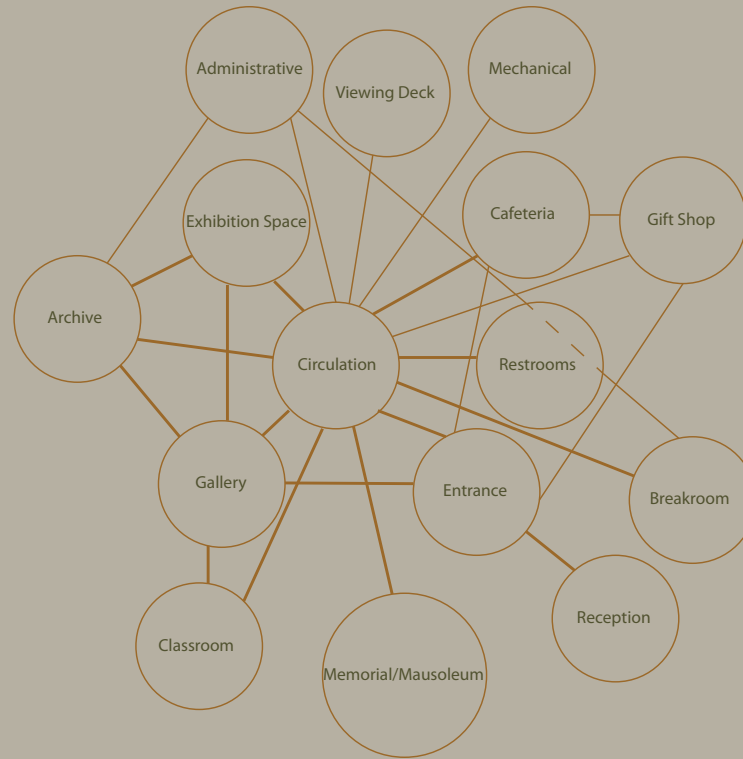 Administrative
Viewing Deck
Mechanical
Exhibition Space
Cafeteria
Gift Shop
Archive
Circulation
Restrooms
Gallery
Entrance
Breakroom
Classroom
Memorial/Mausoleum
Reception